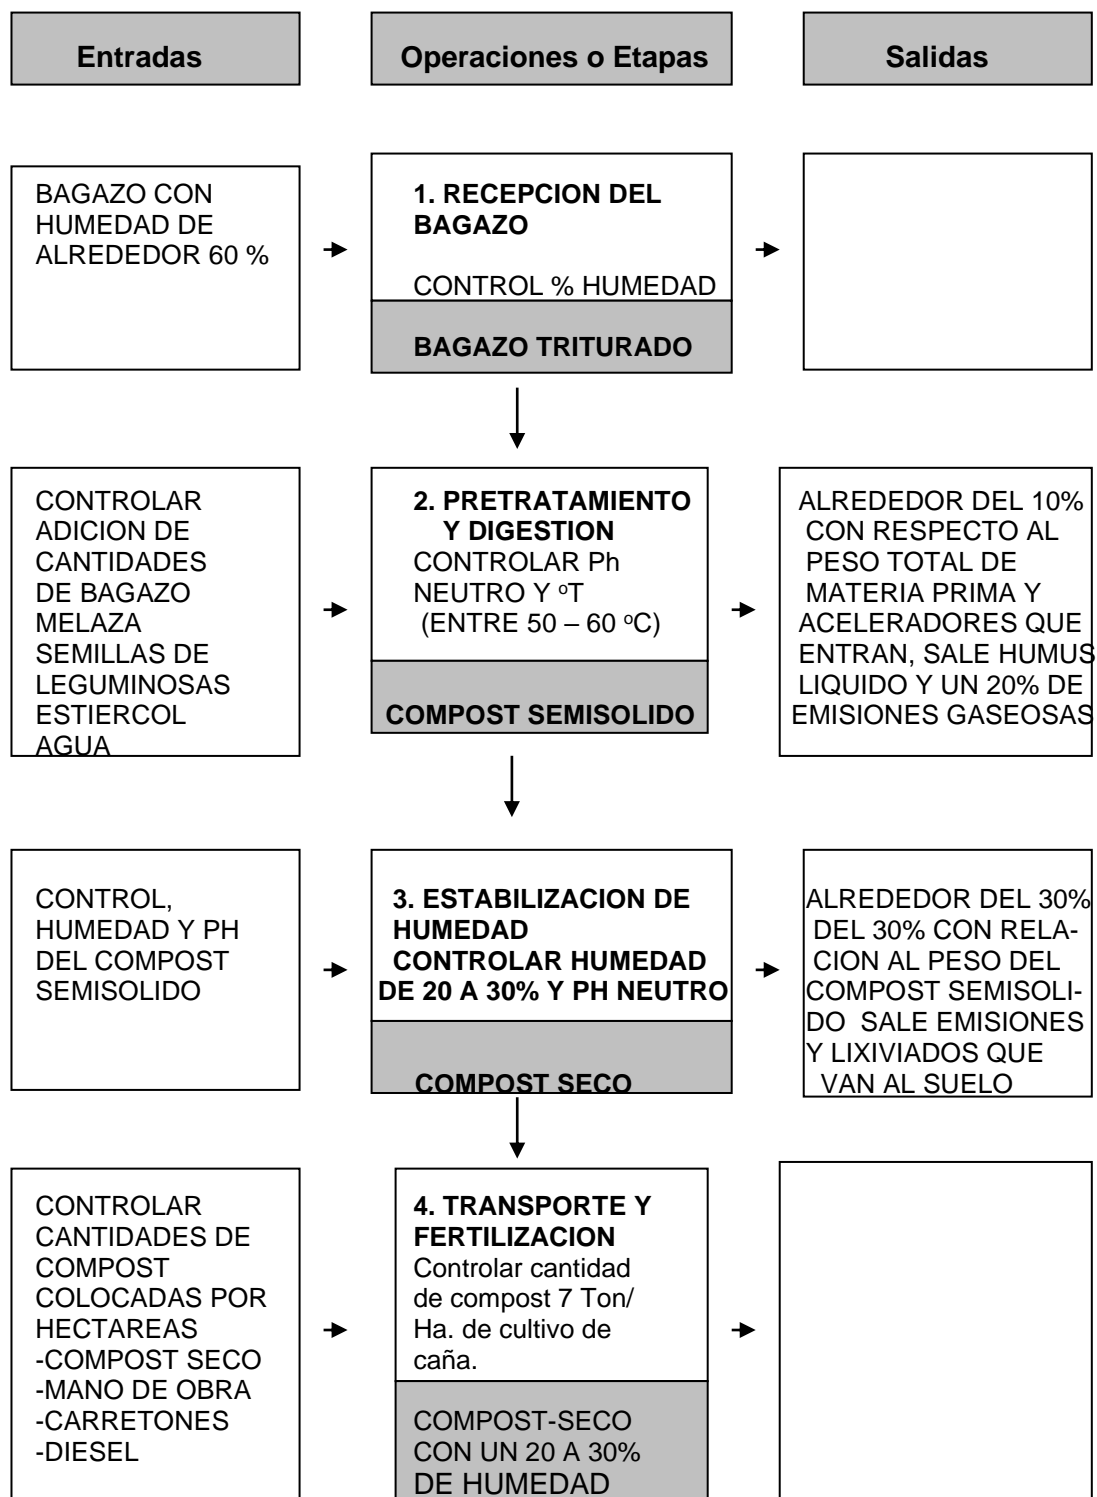 Entradas
Operaciones o Etapas
Salidas
BAGAZO CON
HUMEDAD DE
ALREDEDOR 60 %
1. RECEPCION DEL
BAGAZO
CONTROL % HUMEDAD
BAGAZO TRITURADO
CONTROLAR
ADICION DE
CANTIDADES
DE BAGAZO
MELAZA
SEMILLAS DE
LEGUMINOSAS
ESTIERCOL
AGUA
2. PRETRATAMIENTO
Y DIGESTION
CONTROLAR Ph
NEUTRO Y ºT
(ENTRE 50 – 60 ºC)
COMPOST SEMISOLIDO
ALREDEDOR DEL 10%
CON RESPECTO AL
PESO TOTAL DE
MATERIA PRIMA Y
ACELERADORES QUE
ENTRAN, SALE HUMUS
LIQUIDO Y UN 20% DE
EMISIONES GASEOSAS
CONTROL,
HUMEDAD Y PH
DEL COMPOST
SEMISOLIDO
3. ESTABILIZACION DE
HUMEDAD
CONTROLAR HUMEDAD
DE 20 A 30% Y PH NEUTRO
COMPOST SECO
ALREDEDOR DEL 30%
DEL 30% CON RELA-
CION AL PESO DEL
COMPOST SEMISOLI-
DO SALE EMISIONES
Y LIXIVIADOS QUE
VAN AL SUELO
CONTROLAR
CANTIDADES DE
COMPOST
COLOCADAS POR
HECTAREAS
-COMPOST SECO
-MANO DE OBRA
-CARRETONES
-DIESEL
4. TRANSPORTE Y
FERTILIZACION
Controlar cantidad
de compost 7 Ton/
Ha. de cultivo de
caña.
COMPOST-SECO
CON UN 20 A 30%
DE HUMEDAD